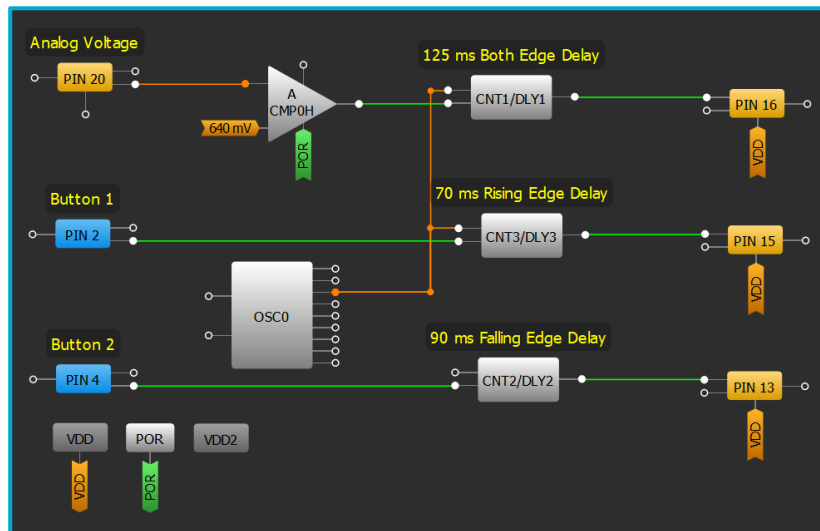 Analog Voltage
PIN 20
A
CMP0H
640 mV
POR
125 ms Both Edge Delay
CNT1/DLY1
PIN 16
VDD
Button 1
PIN 2
70 ms Rising Edge Delay
CNT3/DLY3
PIN 15
VDD
OSC0
Button 2
PIN 4
90 ms Falling Edge Delay
CNT2/DLY2
PIN 13
VDD
VDD
POR
VDD2
VDD
POR